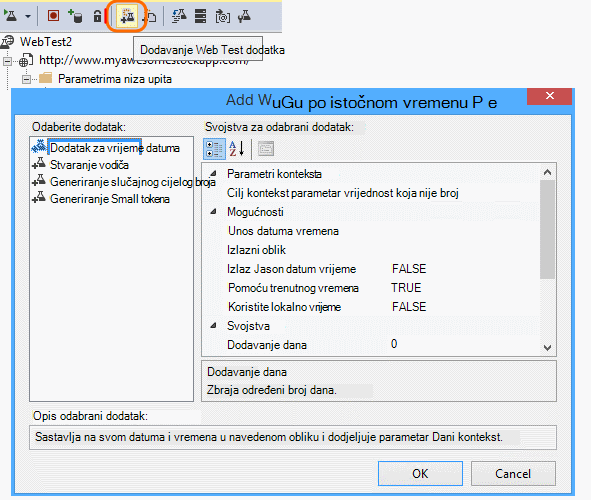 Dodavanje Web Test dodatka
WebTest2
http://www.myawesomestockapp.com/
Parametrima niza upita
Add WuGu po istočnom vremenu P e
Odaberite dodatak:
Svojstva za odabrani dodatak:
Dodatak za vrijeme datuma
Stvaranje vodiča
Generiranje slučajnog cijelog broja
Generiranje Small tokena
Parametri konteksta
Cilj kontekst parametar vrijednost koja nije broj
Mogućnosti
Unos datuma vremena
Izlazni oblik
Izlaz Jason datum vrijeme FALSE
Pomoću trenutnog vremena TRUE
Koristite lokalno vrijeme FALSE
Svojstva
Dodavanje dana 0
Dodavanje dana
Zbraja određeni broj dana.
Opis odabrani dodatak:
Sastavlja na svom datuma i vremena u navedenom obliku i dodjeljuje parametar Dani kontekst.
OK Cancel